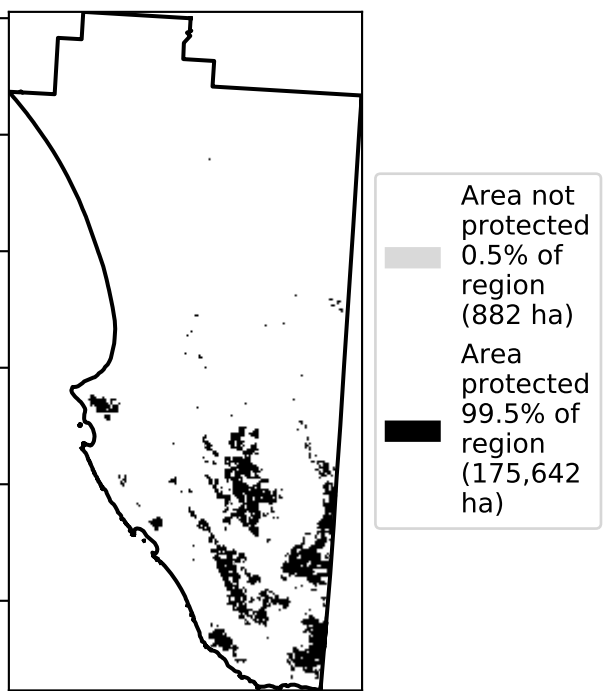 Area not
protected
0.5% of
region
(882 ha)
Area
protected
99.5% of
region
(175,642
ha)